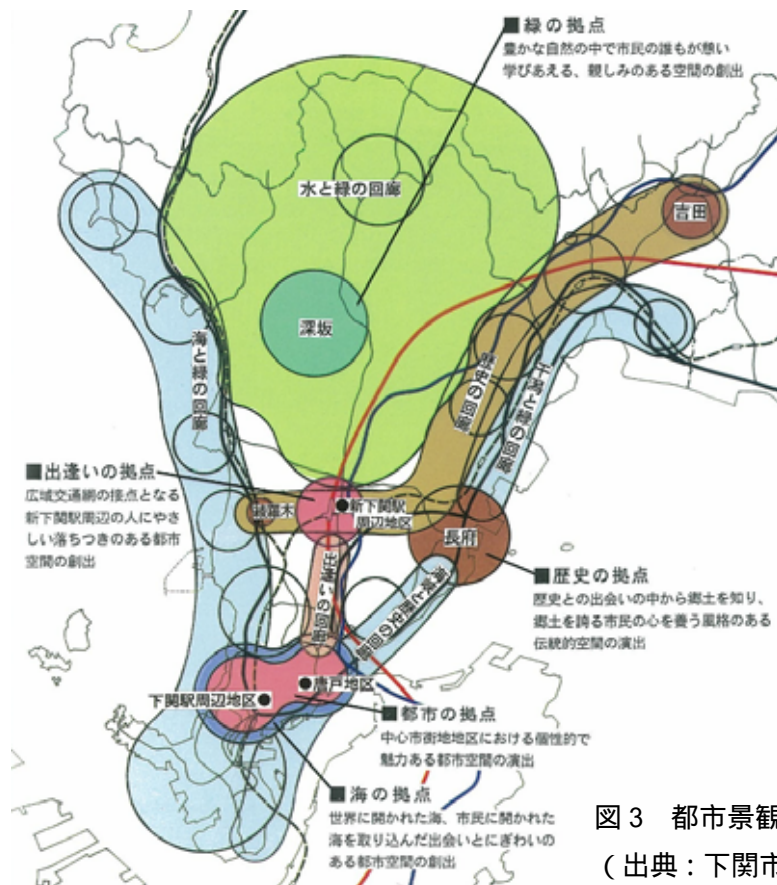 ■緑の拠点
豊かな自然の中で市民の誰もが憩い
学びあえる、親しみのある空間の創出
水と緑の回廊
吉田
深坂
海と緑の回廊
歴史の回廊
干潟と緑の回廊
■出逢いの拠点
広域交通網の接点となる
新下関駅周辺の人にやさ
しい落ちつきのある都市
空間の創出
綾羅木
●新下関駅
周辺地区
長府
出逢いの回廊
海峡と歴史の回廊
■歴史の拠点
歴史との出会いの中から郷土を知り、
郷土を誇る市民の心を養う風格のある
伝統的空間の演出
●唐戸地区
下関駅周辺地区●
■都市の拠点
中心市街地地区における個性的で
魅力ある都市空間の演出
■海の拠点
世界に開かれた海、市民に開かれた
海を取り込んだ出会いとにぎわいの
ある都市空間の創出
図3 都市景観
(出典：下関市